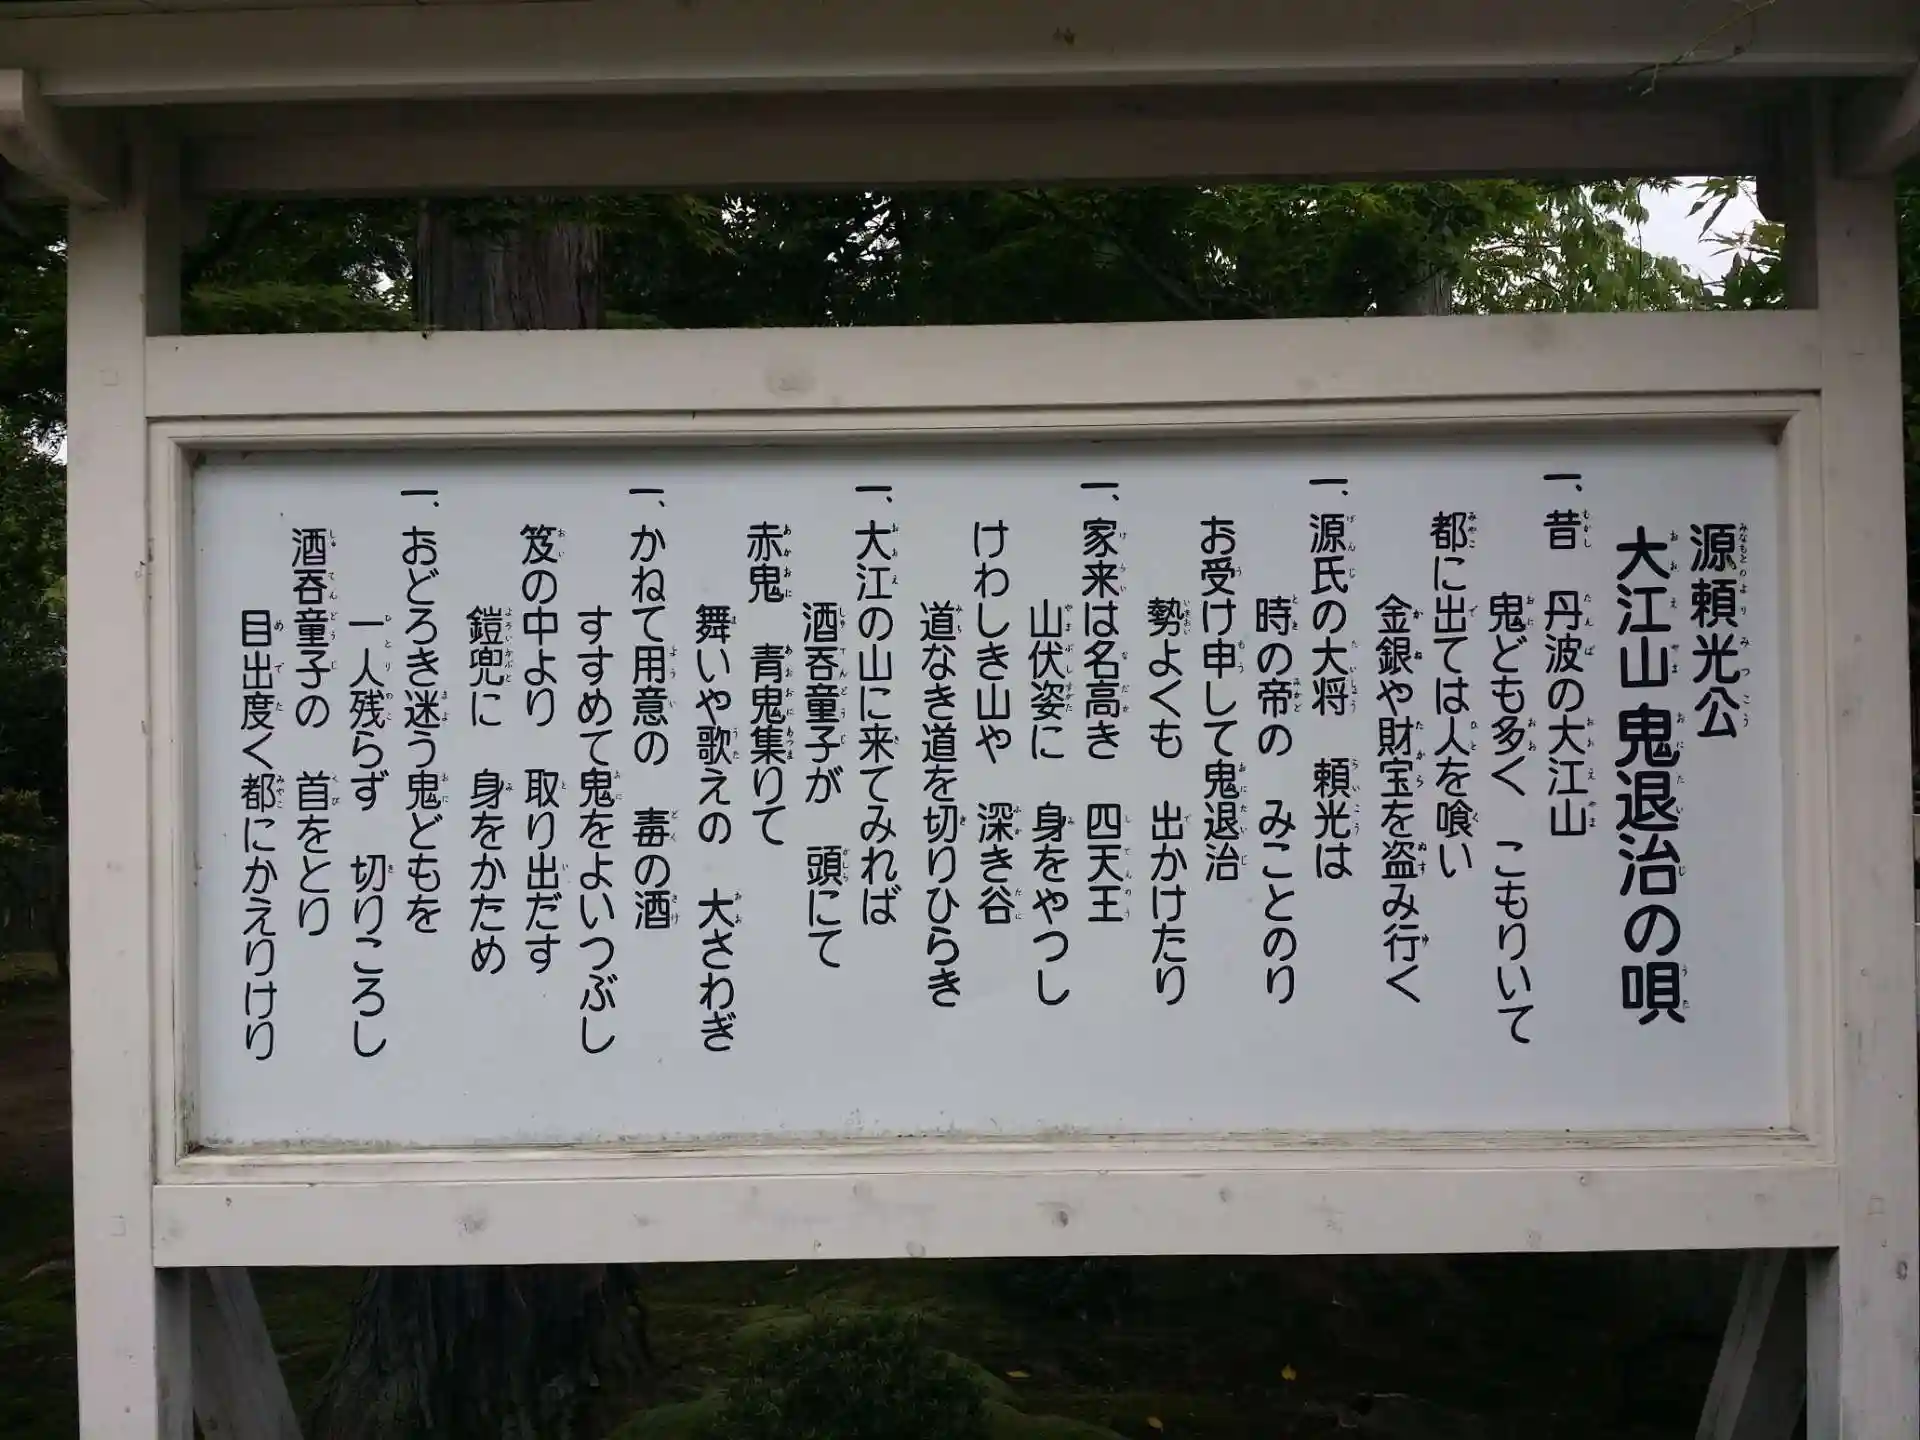 源頼光公
大江山鬼退治の唄
一、昔 丹波の大江山
鬼ども多く こもりいて
都に出ては人を喰い
金銀や財宝を盗み行く
一、源氏の大将 頼光は
時の帝の みことのり
お受け申して鬼退治
勢よくも 出かけたり
一、家来は名高き 四天王
山伏姿に 身をやつし
けわしき山や 深き谷
道なき道を切りひらき
一、大江の山に来てみれば
酒呑童子が 頭にて
赤鬼 青鬼集りて
舞いや歌えの 大さわぎ
一、かねて用意の 毒の酒
すすめて鬼をよいつぶし
笈の中より 取り出だす
鎧兜に 身をかため
一、おどろき迷う鬼どもを
一人残らず 切りころし
酒呑童子の 首をとり
目出度く都にかえりけり